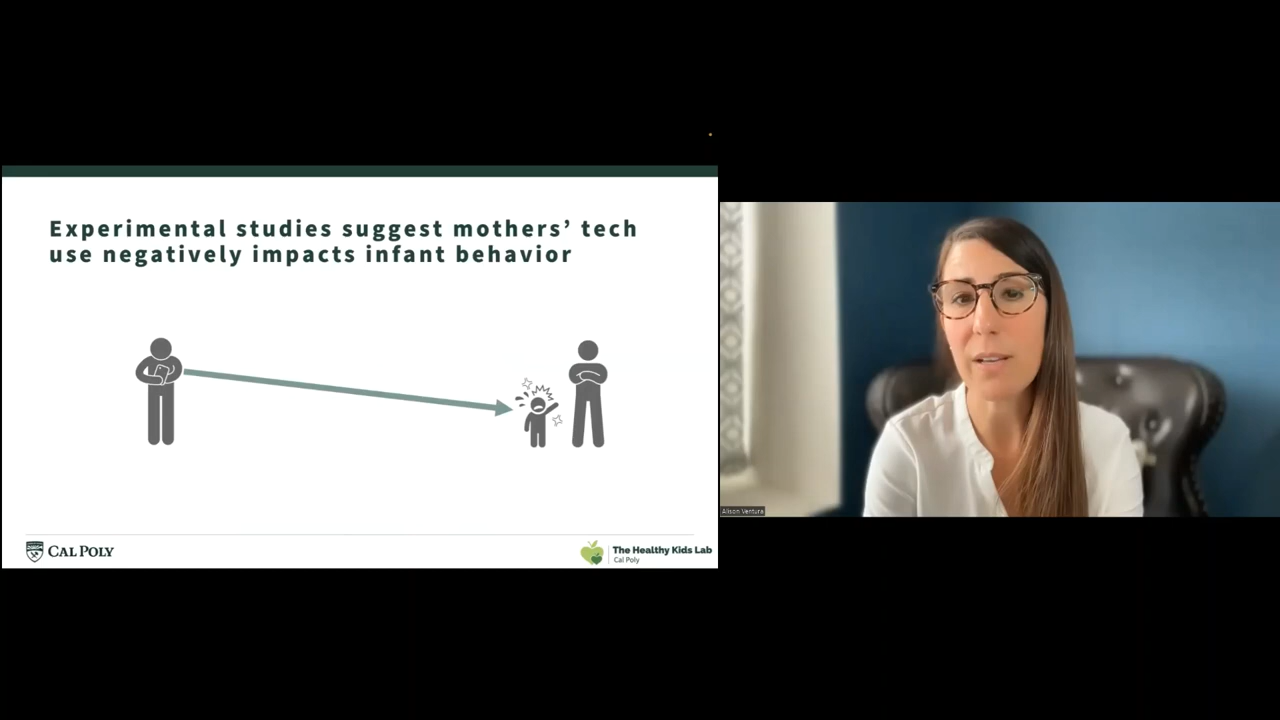 Experimental studies suggest mothers’ tech
use negatively impacts infant behavior
CAL POLY
The Healthy Kids Lab
Cal Poly
Alison Ventura